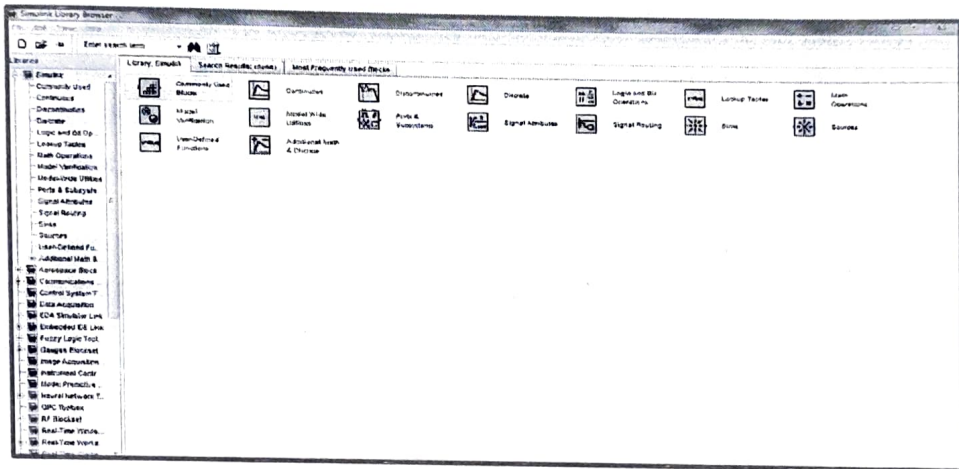 Simulink Library Browser
Enter search term
Libraries
Library: Simulink
Search Results: (none)
Most Frequently Used Blocks
Simulink
Commonly Used
Continuous
Discontinuities
Discrete
Logic and Bit Op...
Lookup Tables
Math Operations
Model Verification
Model-Wide Utilities
Ports & Subsyste
Signal Attributes
Signal Routing
Sinks
Sources
User-Defined Fu..
Additional Math &
Aerospace Block
Communications ..
Control System T
Data Acquisition
EDA Simulator Link
Embedded IDE Link
Fuzzy Logic Tool
Gauges Blockset
Image Acquisition
Instrument Contr
Model Predictive ..
Neural Network T..
OPC Toolbox
RF Blockset
Real-Time Windo..
Real-Time Works
Commonly Used
Blocks
Continuous
Discontinuities
Discrete
Logic and Bit
Operations
Lookup Tables
Math
Operations
Model
Verification
Model-Wide
Utilities
Ports &
Subsystems
Signal Attributes
Signal Routing
Sinks
Sources
User-Defined
Functions
Additional Math
& Discrete